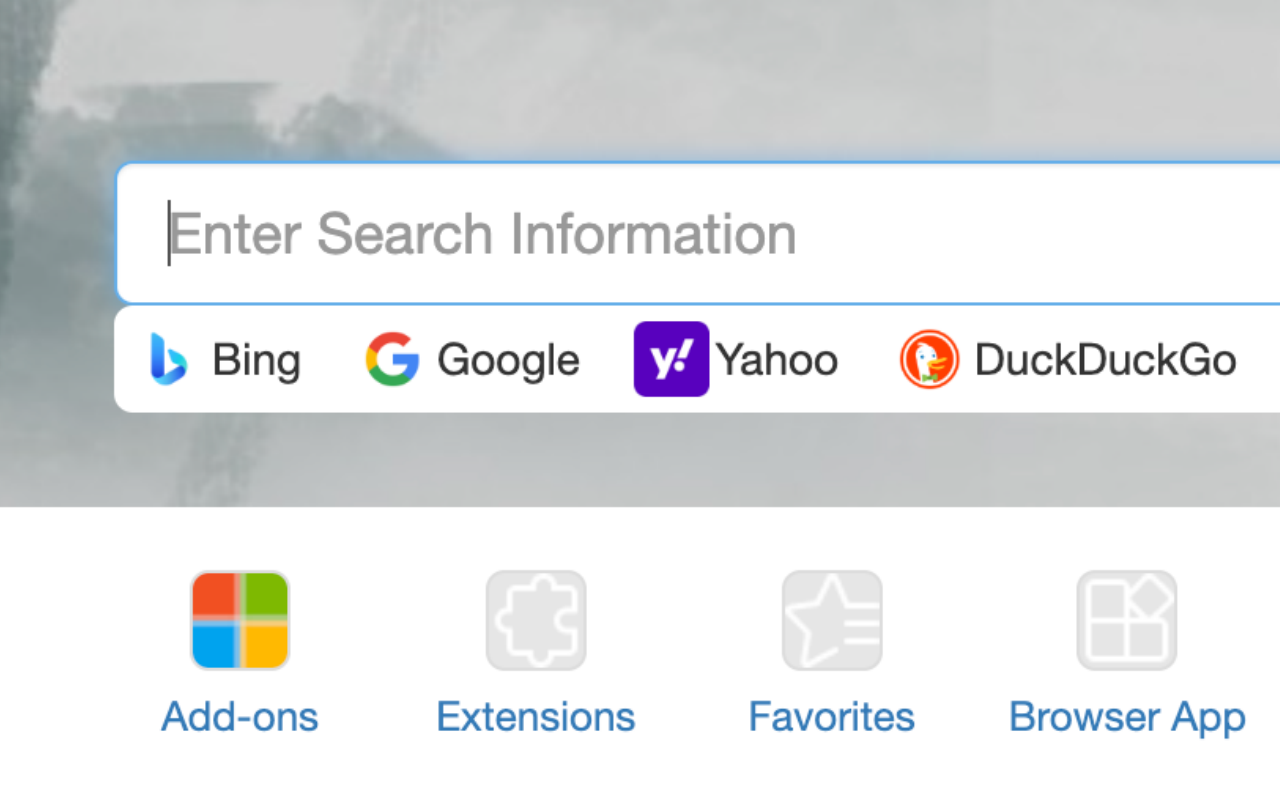 Enter Search Information
Bing Google y! Yahoo DuckDuckGo
Add-ons Extensions Favorites Browser App